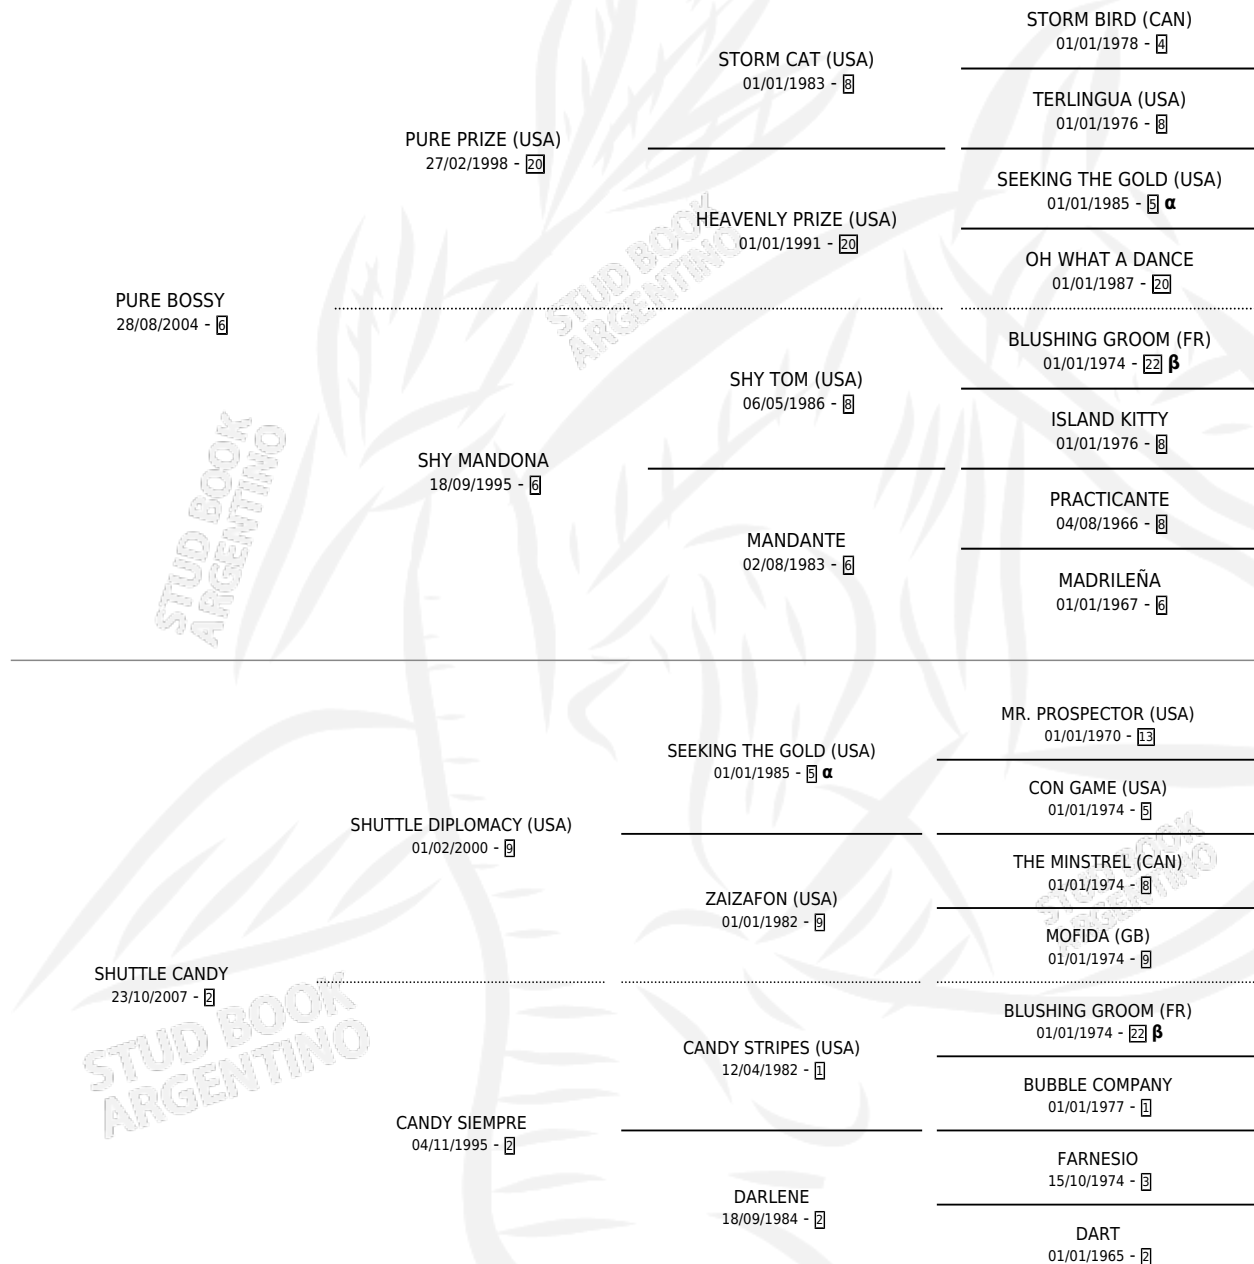 STORM BIRD (CAN)
01/01/1978 - 4
STORM CAT (USA)
01/01/1983 - 8
TERLINGUA (USA)
01/01/1976 - 8
PURE PRIZE (USA)
27/02/1998 - 20
SEEKING THE GOLD (USA)
01/01/1985 - 5 α
HEAVENLY PRIZE (USA)
01/01/1991 - 20
OH WHAT A DANCE
01/01/1987 - 20
PURE BOSSY
28/08/2004 - 6
BLUSHING GROOM (FR)
01/01/1974 - 22 β
SHY TOM (USA)
06/05/1986 - 8
ISLAND KITTY
01/01/1976 - 8
SHY MANDONA
18/09/1995 - 6
PRACTICANTE
04/08/1966 - 8
MANDANTE
02/08/1983 - 6
MADRILEÑA
01/01/1967 - 6
STUD BOOK
ARGENTINO
STUD BOOK
ARGENTINO
MR. PROSPECTOR (USA)
01/01/1970 - 13
SEEKING THE GOLD (USA)
01/01/1985 - 5 α
CON GAME (USA)
01/01/1974 - 5
SHUTTLE DIPLOMACY (USA)
01/02/2000 - 9
THE MINSTREL (CAN)
01/01/1974 - 8
ZAIZAFON (USA)
01/01/1982 - 9
MOFIDA (GB)
01/01/1974 - 9
STUD BOOK
ARGENTINO
SHUTTLE CANDY
23/10/2007 - 2
BLUSHING GROOM (FR)
01/01/1974 - 22 β
CANDY STRIPES (USA)
12/04/1982 - 1
BUBBLE COMPANY
01/01/1977 - 1
CANDY SIEMPRE
04/11/1995 - 2
FARNESIO
15/10/1974 - 3
DARLENE
18/09/1984 - 2
DART
01/01/1965 - 2
STUD BOOK
ARGENTINO